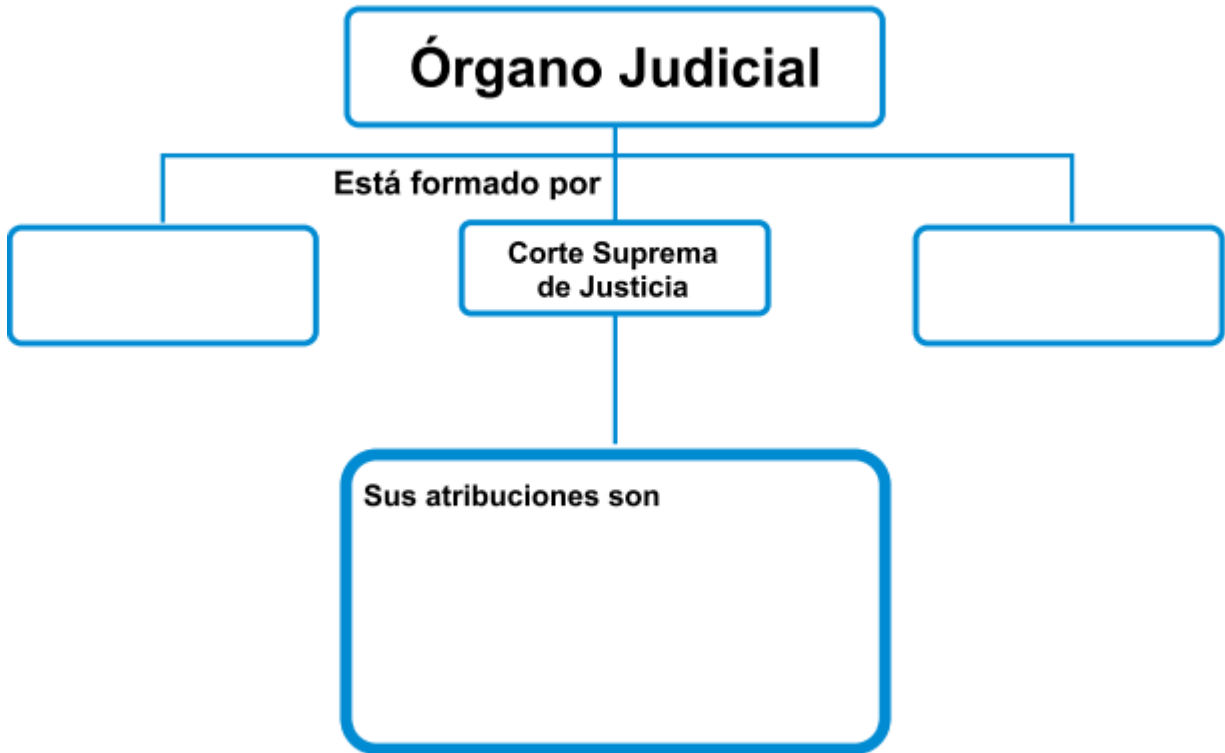 Órgano Judicial
Está formado por
Corte Suprema
de Justicia
Sus atribuciones son